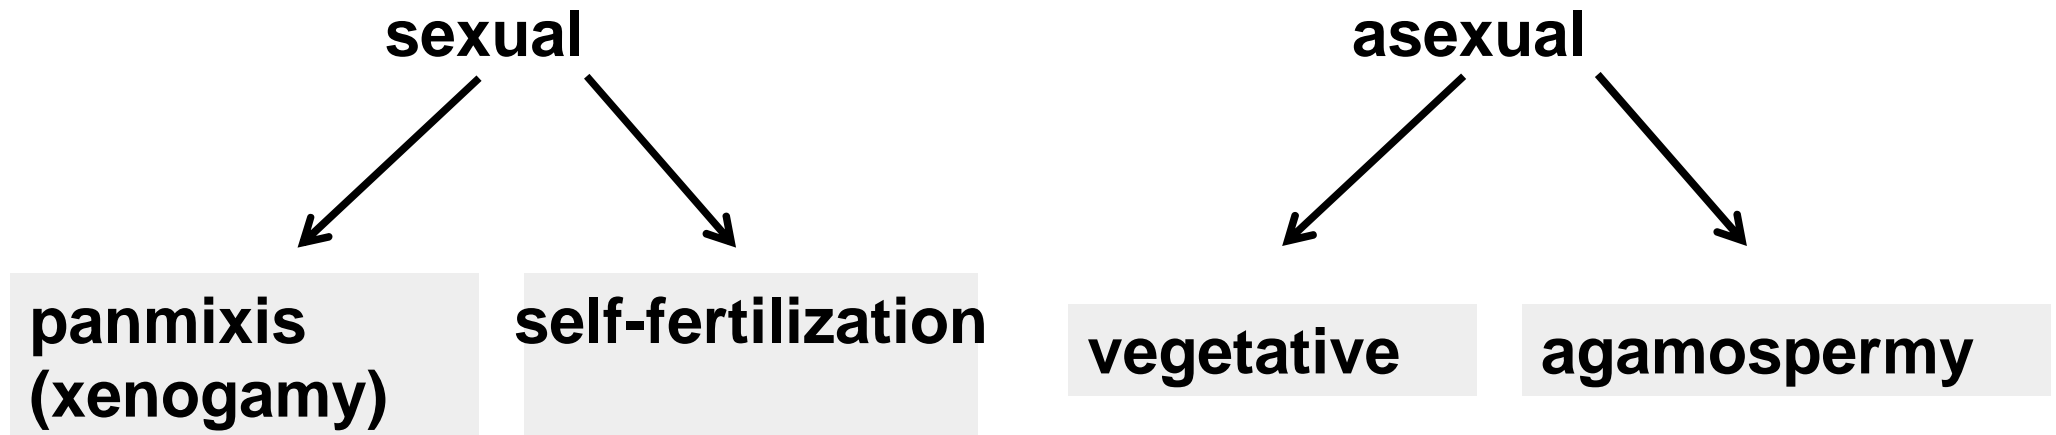 sexual
asexual
panmixis
(xenogamy)
self-fertilization
vegetative
agamospermy